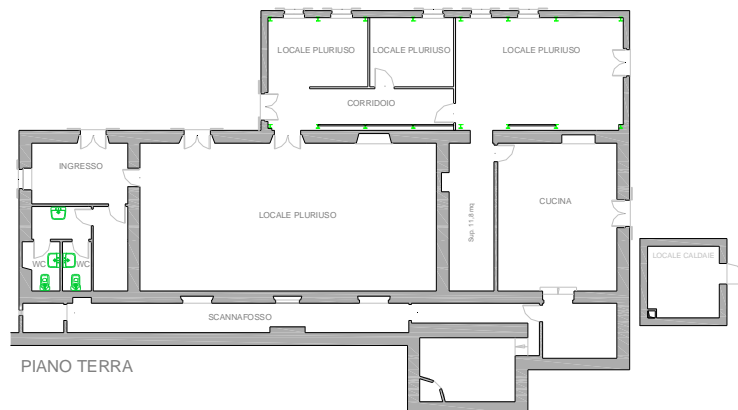 LOCALE PLURIUSO
LOCALE PLURIUSO
LOCALE PLURIUSO
CORRIDOIO
INGRESSO
LOCALE PLURIUSO
Sup. 11,8 mq
CUCINA
WC
WC
LOCALE CALDAIE
SCANNAFOSSO
PIANO TERRA